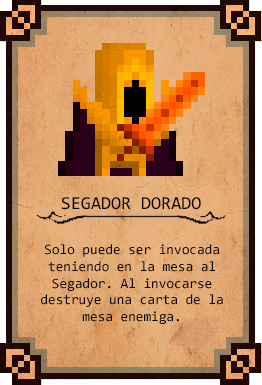 SEGADOR DORADO
Solo puede ser invocada
teniendo en la mesa al
Segador. Al invocarse
destruye una carta de la
mesa enemiga.